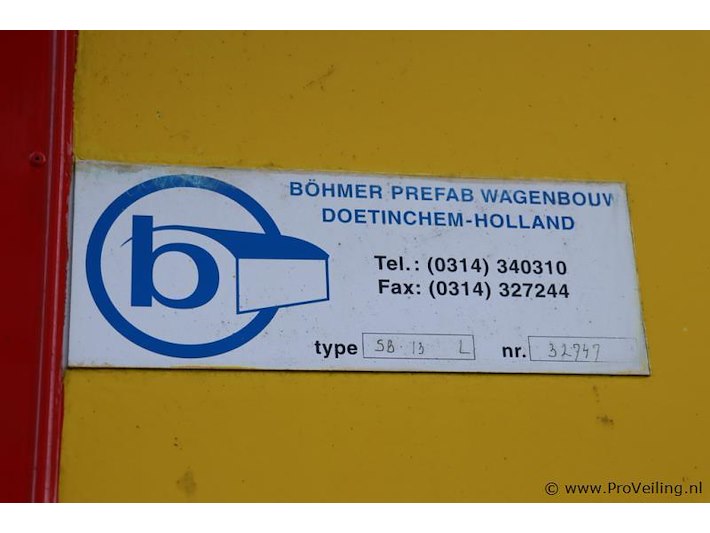 b
BÖHMER PREFAB WAGENBOUW
DOETINCHEM-HOLLAND
Tel.: (0314) 340310
Fax: (0314) 327244
type SB 13 L nr. 32747
© www.ProVeiling.nl